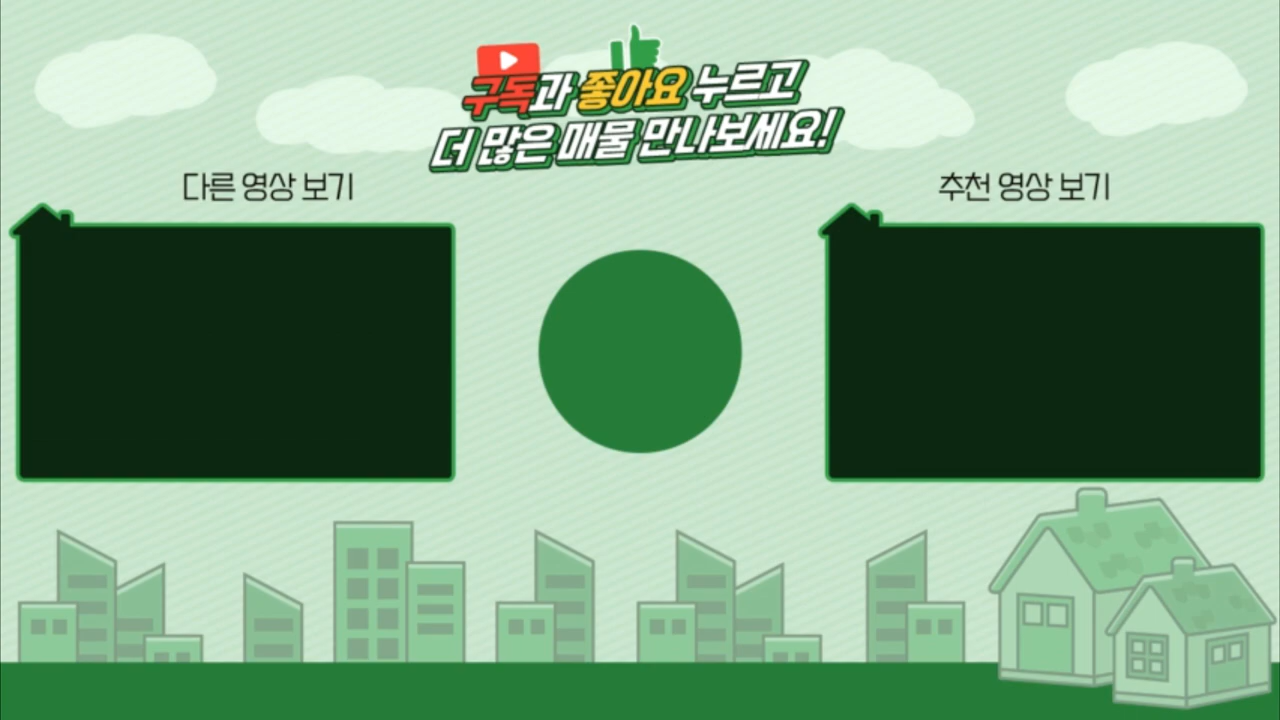 구독과 좋아요 누르고
더 많은 매물 만나보세요!
다른 영상 보기
추천 영상 보기